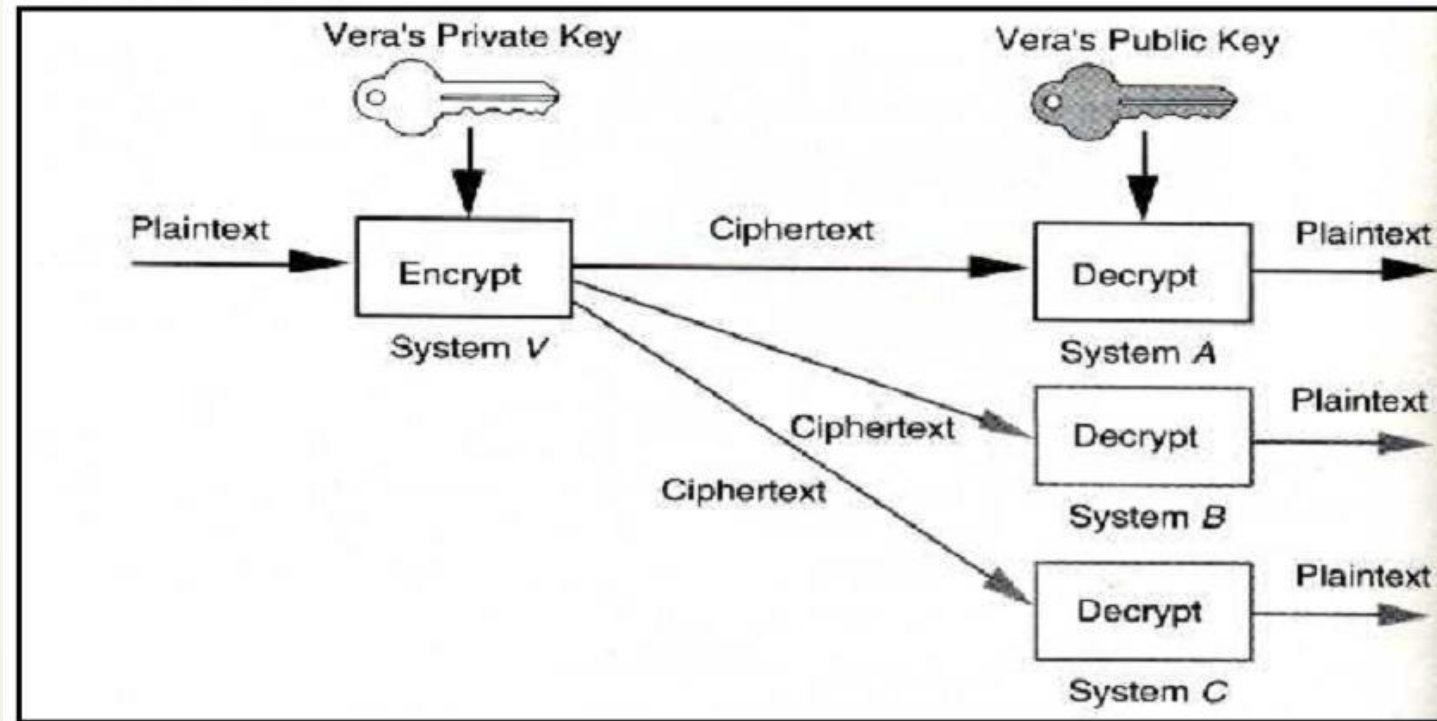 Vera's Private Key
Vera's Public Key
Plaintext
Encrypt
System V
Ciphertext
Decrypt
System A
Plaintext
Ciphertext
Decrypt
System B
Plaintext
Ciphertext
Decrypt
System C
Plaintext